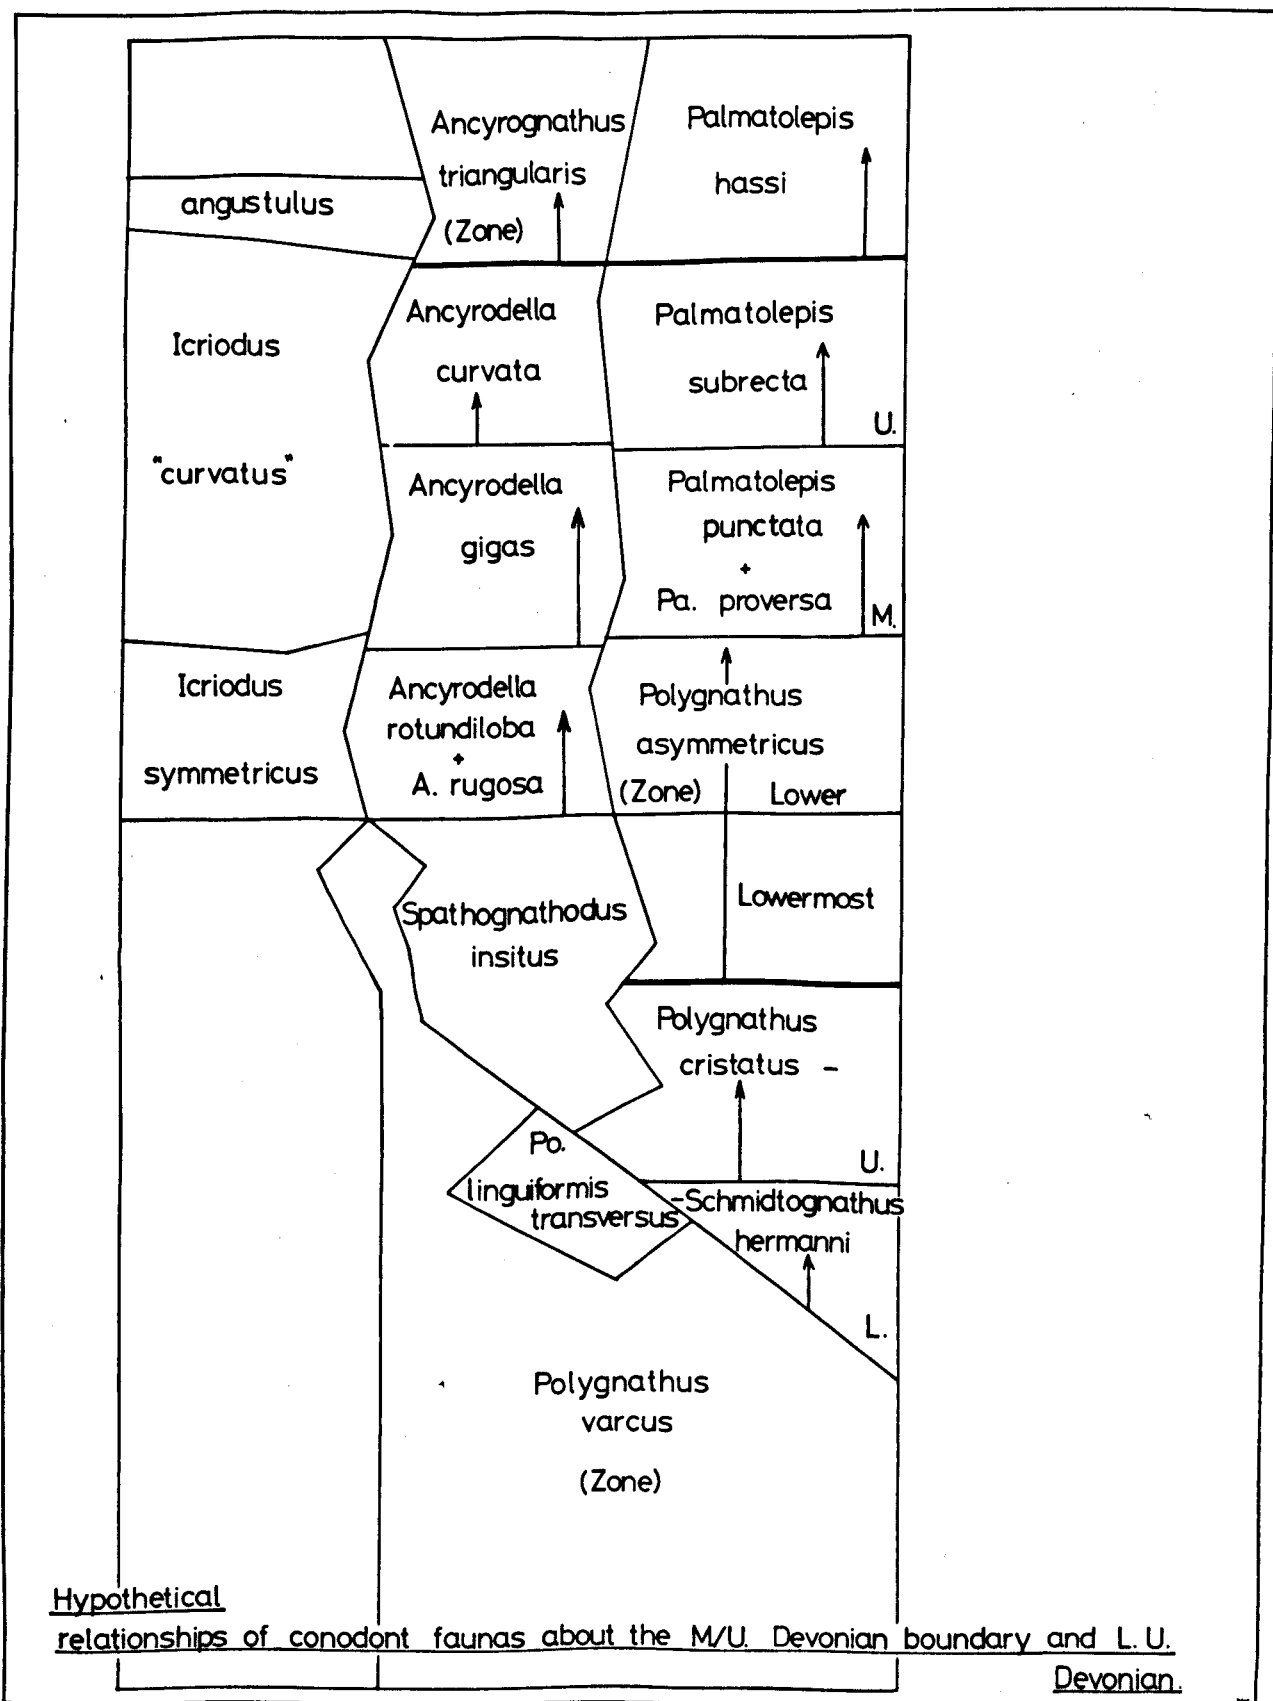 Ancyrognathus
triangularis
(Zone)
Palmatolepis
hassi
angustulus
Icriodus
"curvatus"
Ancyrodella
curvata
Palmatolepis
subrecta
U.
Ancyrodella
gigas
Palmatolepis
punctata
+
Pa. proversa
M.
Icriodus
symmetricus
Ancyrodella
rotundiloba
+
A. rugosa
Polygnathus
asymmetricus
(Zone) Lower
Lowermost
Spathognathodus
insitus
Polygnathus
cristatus -
U.
Po.
linguiformis
transversus
-Schmidtognathus
hermanni
L.
Polygnathus
varcus
(Zone)
Hypothetical
relationships of conodont faunas about the M/U. Devonian boundary and L. U.
Devonian.